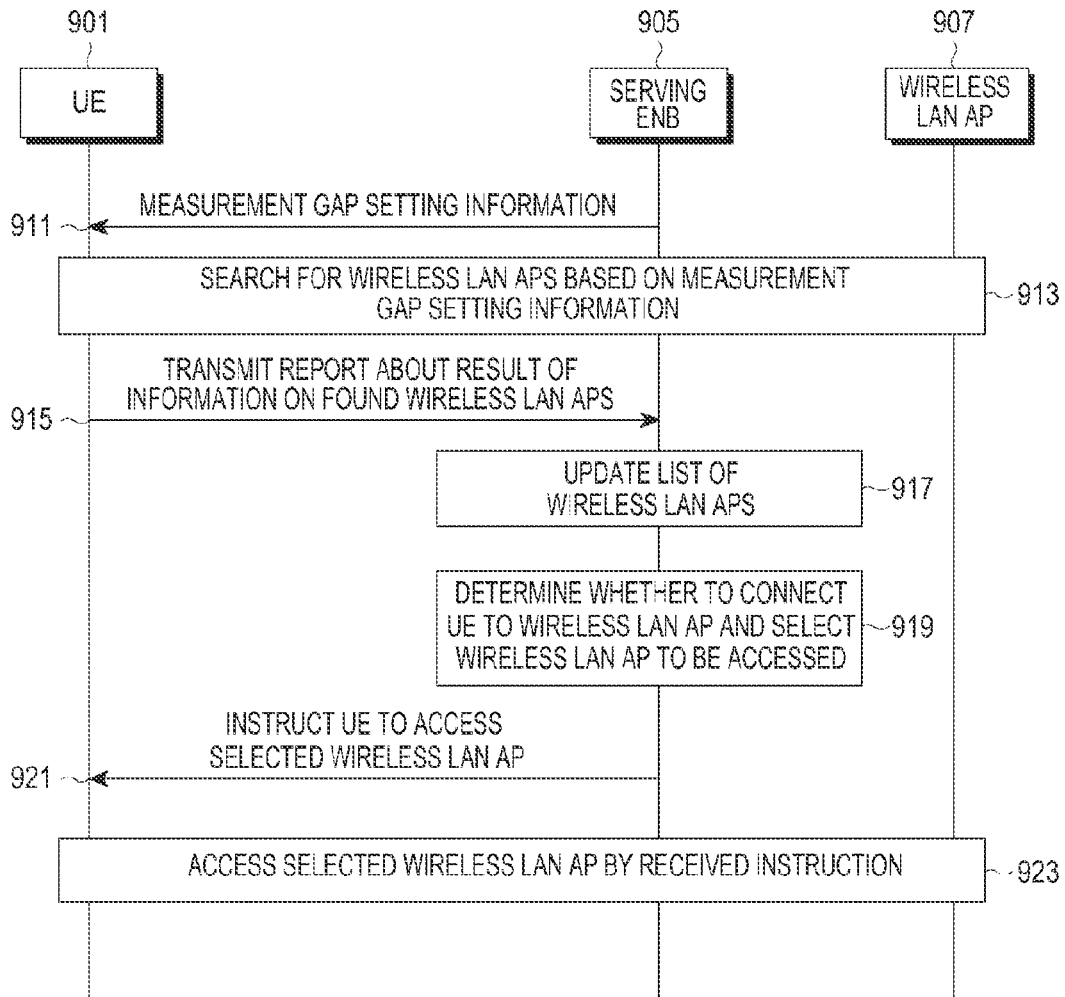 901
905
907
UE
SERVING
ENB
WIRELESS
LAN AP
MEASUREMENT GAP SETTING INFORMATION
911
SEARCH FOR WIRELESS LAN APS BASED ON MEASUREMENT
GAP SETTING INFORMATION
913
TRANSMIT REPORT ABOUT RESULT OF
INFORMATION ON FOUND WIRELESS LAN APS
915
UPDATE LIST OF
WIRELESS LAN APS
917
DETERMINE WHETHER TO CONNECT
UE TO WIRELESS LAN AP AND SELECT
WIRELESS LAN AP TO BE ACCESSED
919
INSTRUCT UE TO ACCESS
SELECTED WIRELESS LAN AP
921
ACCESS SELECTED WIRELESS LAN AP BY RECEIVED INSTRUCTION
923